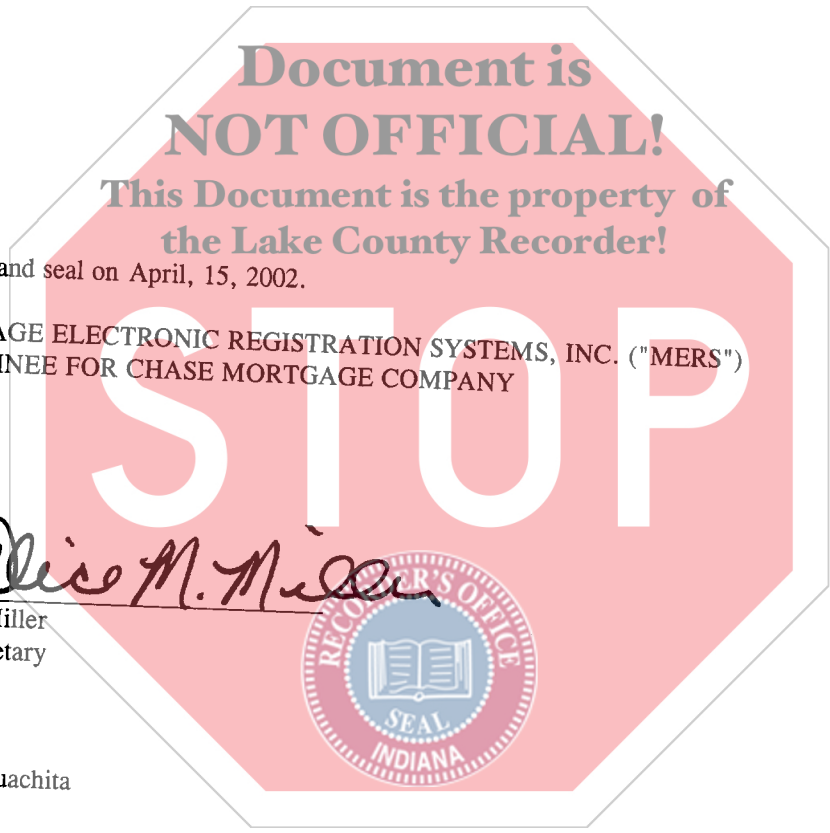 Document is
NOT OFFICIAL!
This Document is the property of
the Lake County Recorder!
and seal on April, 15, 2002.
AGE ELECTRONIC REGISTRATION SYSTEMS, INC. ("MERS")
INEE FOR CHASE MORTGAGE COMPANY
STOP
lice M. Miller
iller
etary
RECORDER'S OFFICE
SEAL
INDIANA
uachita